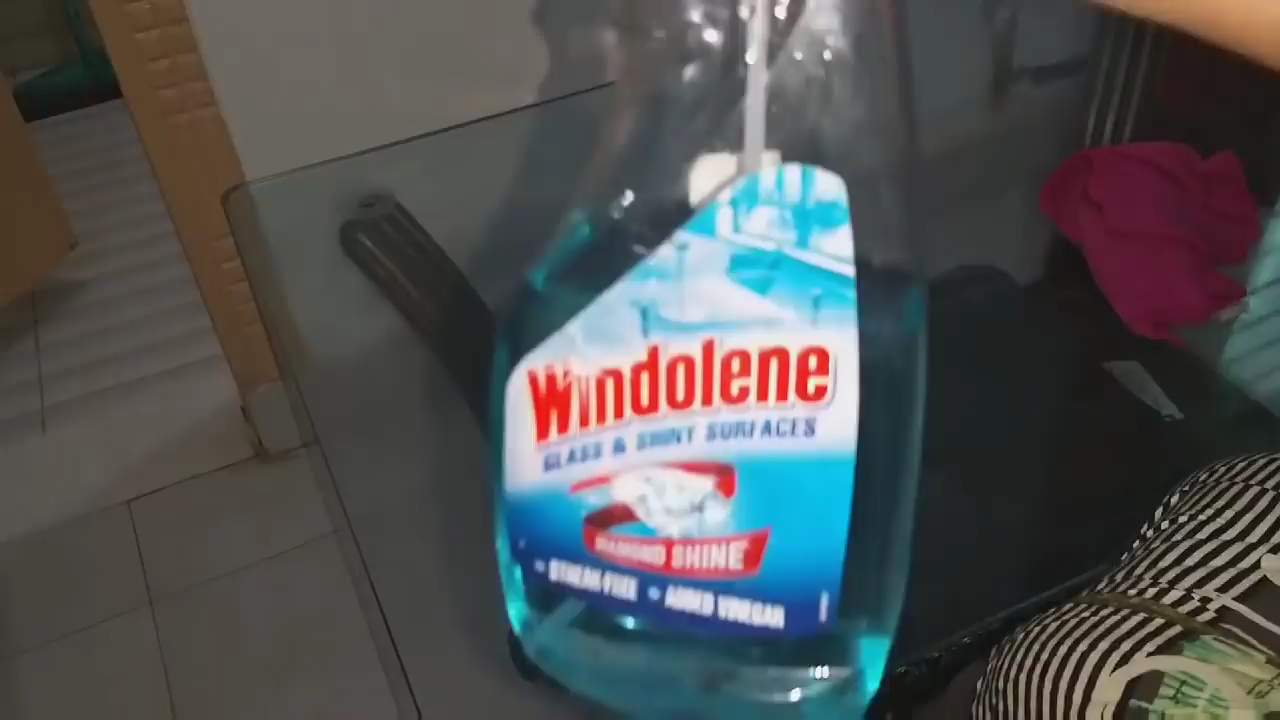 Windolene
GLASS & SHINY SURFACES
DIAMOND SHINE
• STREAK-FREE • ADDED VINEGAR